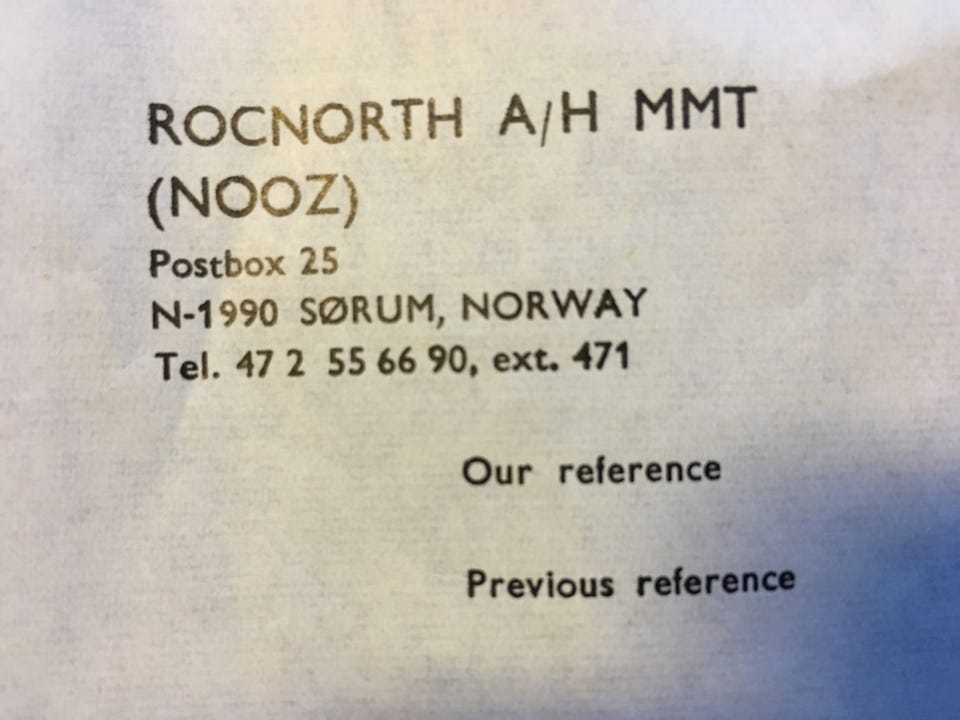 ROCNORTH A/H MMT
(NOOZ)
Postbox 25
N-1990 SØRUM, NORWAY
Tel. 47 2 55 66 90, ext. 471
Our reference
Previous reference